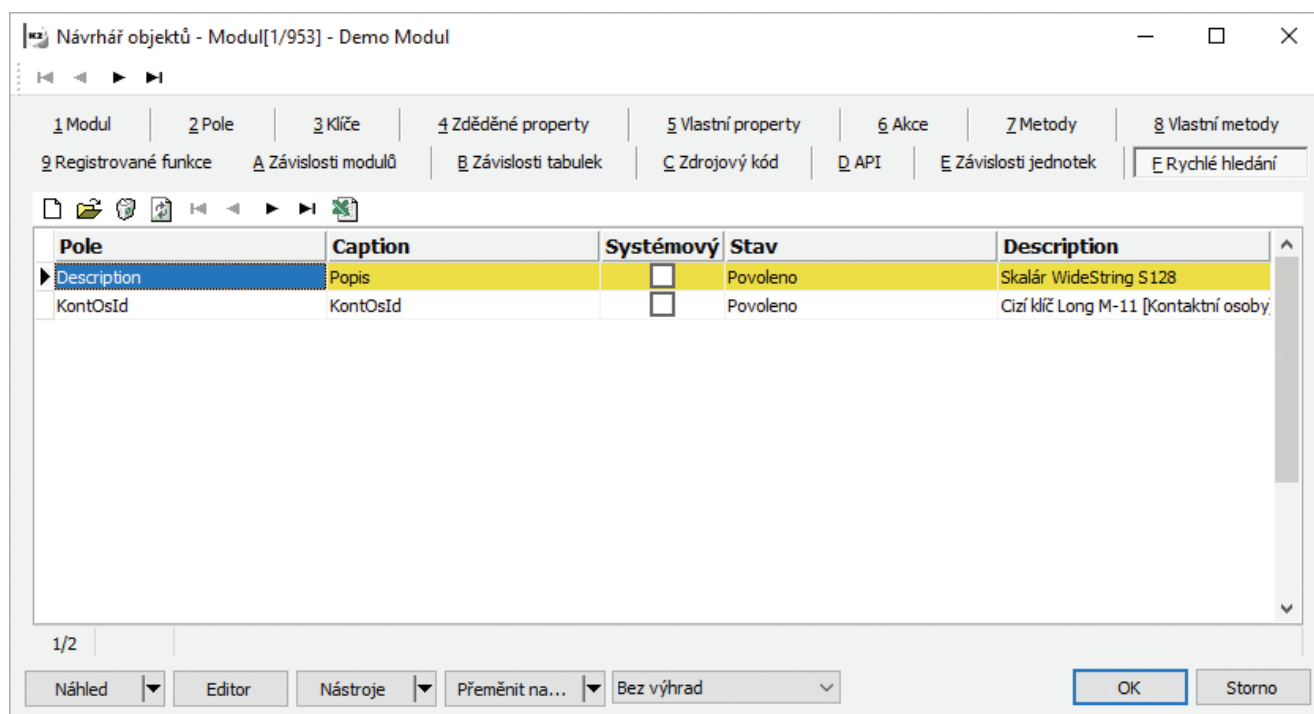 K2 Návrhář objektů - Modul[1/953] - Demo Modul
1 Modul 2 Pole 3 Klíče 4 Zděděné property 5 Vlastní property 6 Akce 7 Metody 8 Vlastní metody
9 Registrované funkce A Závislosti modulů B Závislosti tabulek C Zdrojový kód D API E Závislosti jednotek F Rychlé hledání
Pole Caption Systémový Stav Description
Description Popis Povoleno Skalár WideString S128
KontOsId KontOsId Povoleno Cizí klíč Long M-11 [Kontaktní osoby]
1/2
Náhled Editor Nástroje Přeměnit na... Bez výhrad OK Storno